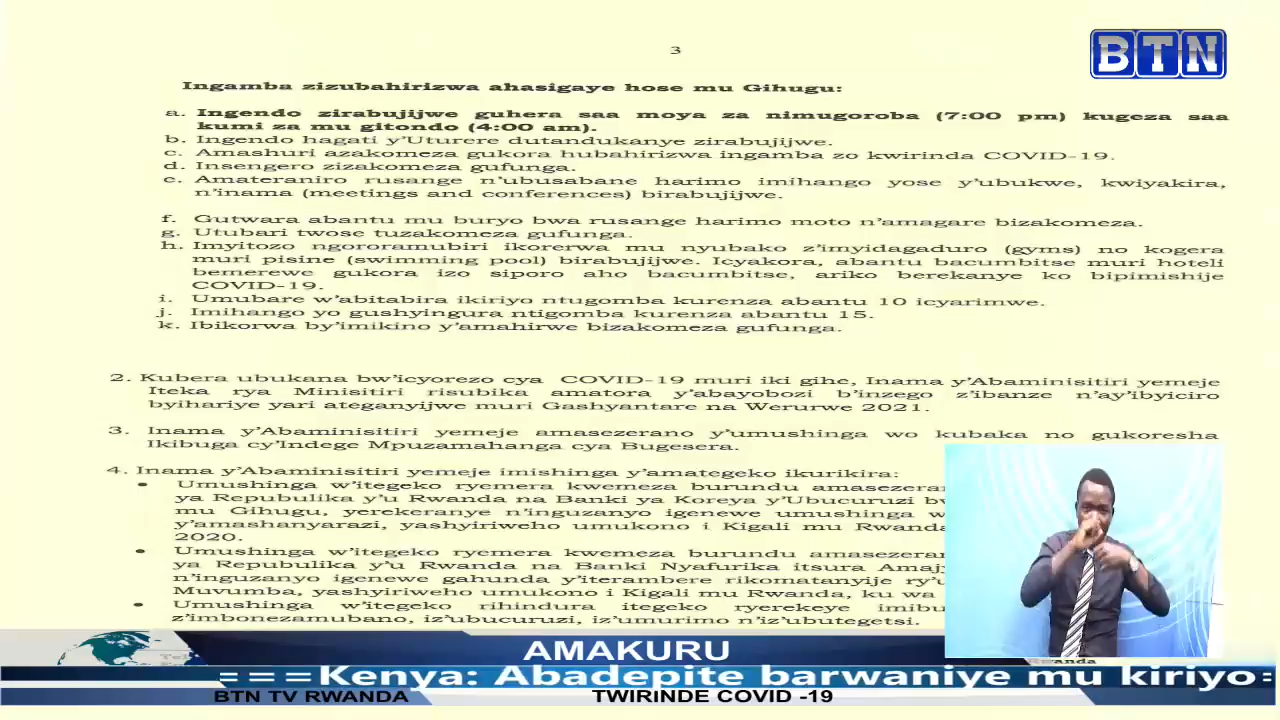 3
BTN
Ingamba zizubahirizwa ahasigaye hose mu Gihugu:
a. Ingendo zirabujijwe guhera saa moya za nimugoroba (7:00 pm) kugeza saa
kumi za mu gitondo (4:00 am).
b. Ingendo hagati y'Uturere dutandukanye zirabujijwe.
c. Amashuri azakomeza gukora hubahirizwa ingamba zo kwirinda COVID-19.
d. Insengero zizakomeza gufunga.
e. Amateraniro rusange n'ubusabane harimo imihango yose y'ubukwe, kwiyakira,
n'inama (meetings and conferences) birabujijwe.
f. Gutwara abantu mu buryo bwa rusange harimo moto n'amagare bizakomeza.
g. Utubari twose tuzakomeza gufunga.
h. Imyitozo ngororamubiri ikorerwa mu nyubako z'imyidagaduro (gyms) no kogera
muri pisine (swimming pool) birabujijwe. Icyakora, abantu bacumbitse muri hoteli
bemerewe gukora izo siporo aho bacumbitse, ariko berekanye ko bipimishije
COVID-19.
i. Umubare w'abitabira ikiriyo ntugomba kurenza abantu 10 icyarimwe.
j. Imihango yo gushyingura ntigomba kurenza abantu 15.
k. Ibikorwa by'imikino y'amahirwe bizakomeza gufunga.
2. Kubera ubukana bw'icyorezo cya COVID-19 muri iki gihe, Inama y'Abaminisitiri yemeje
Iteka rya Minisitiri risubika amatora y'abayobozi b'inzego z'ibanze n'ay'ibyiciro
byihariye yari ateganyijwe muri Gashyantare na Werurwe 2021.
3. Inama y'Abaminisitiri yemeje amasezerano y'umushinga wo kubaka no gukoresha
Ikibuga cy'Indege Mpuzamahanga cya Bugesera.
4. Inama y'Abaminisitiri yemeje imishinga y'amategeko ikurikira:
• Umushinga w'itegeko ryemera kwemeza burundu amasezeran
ya Repubulika y'u Rwanda na Banki ya Koreya y'Ubucuruzi bw
mu Gihugu, yerekeranye n'inguzanyo igenewe umushinga w
y'amashanyarazi, yashyiriweho umukono i Kigali mu Rwanda
2020.
• Umushinga w'itegeko ryemera kwemeza burundu amasezeran
ya Repubulika y'u Rwanda na Banki Nyafurika itsura Amaj
n'inguzanyo igenewe gahunda y'iterambere rikomatanyije ry'u
Muvumba, yashyiriweho umukono i Kigali mu Rwanda, ku wa
• Umushinga w'itegeko rihindura itegeko ryerekeye imibu
z'imbonezamubano, iz'ubucuruzi, iz'umurimo n'iz'ubutegetsi.
AMAKURU
===Kenya: Abadepite barwaniye mu kiriyo=
BTN TV RWANDA TWIRINDE COVID -19